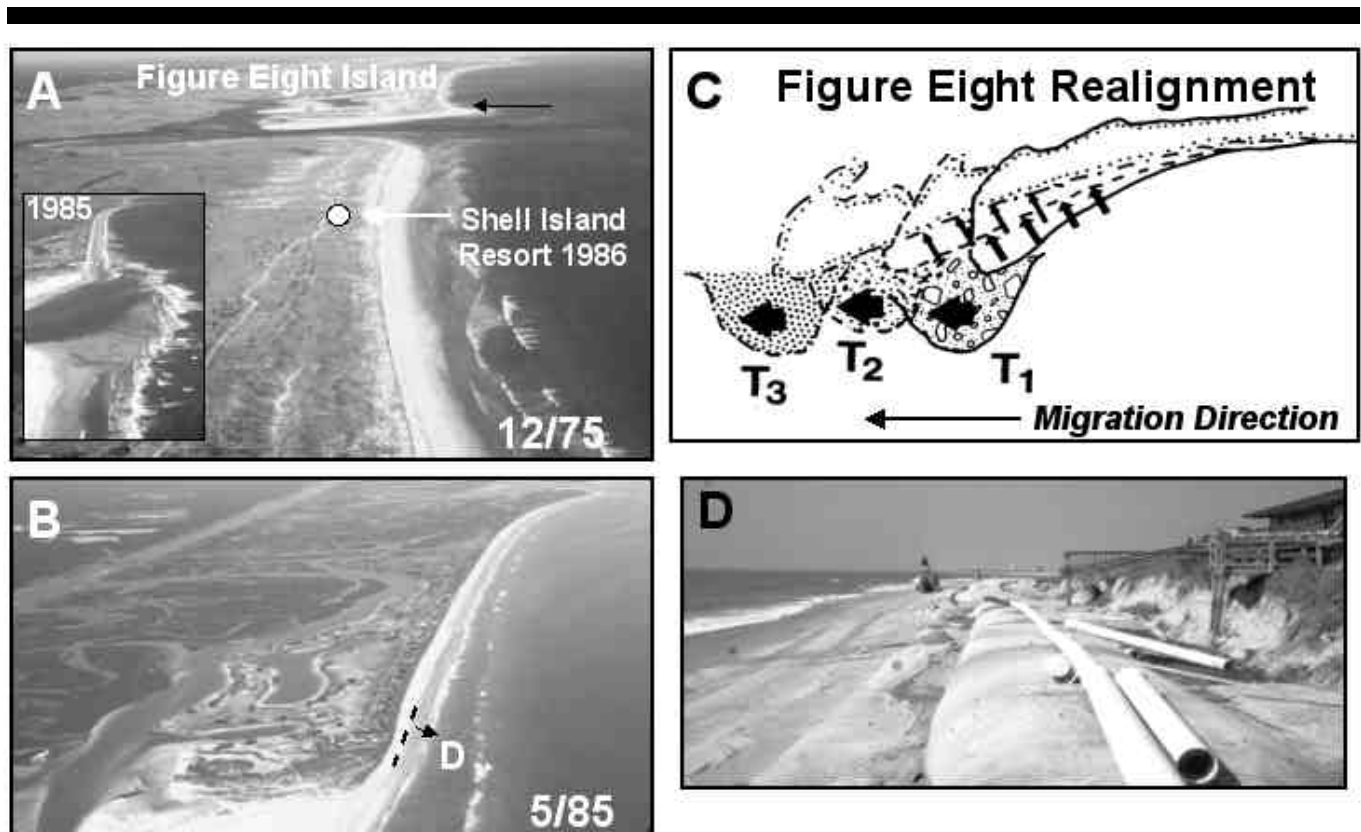 A
Figure Eight Island
1985
Shell Island
Resort 1986
12/75
B
D
5/85
C
Figure Eight Realignment
T3
T2
T1
Migration Direction
D